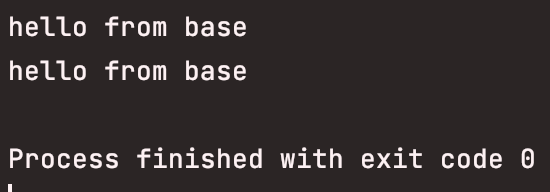 hello from base
hello from base
Process finished with exit code 0